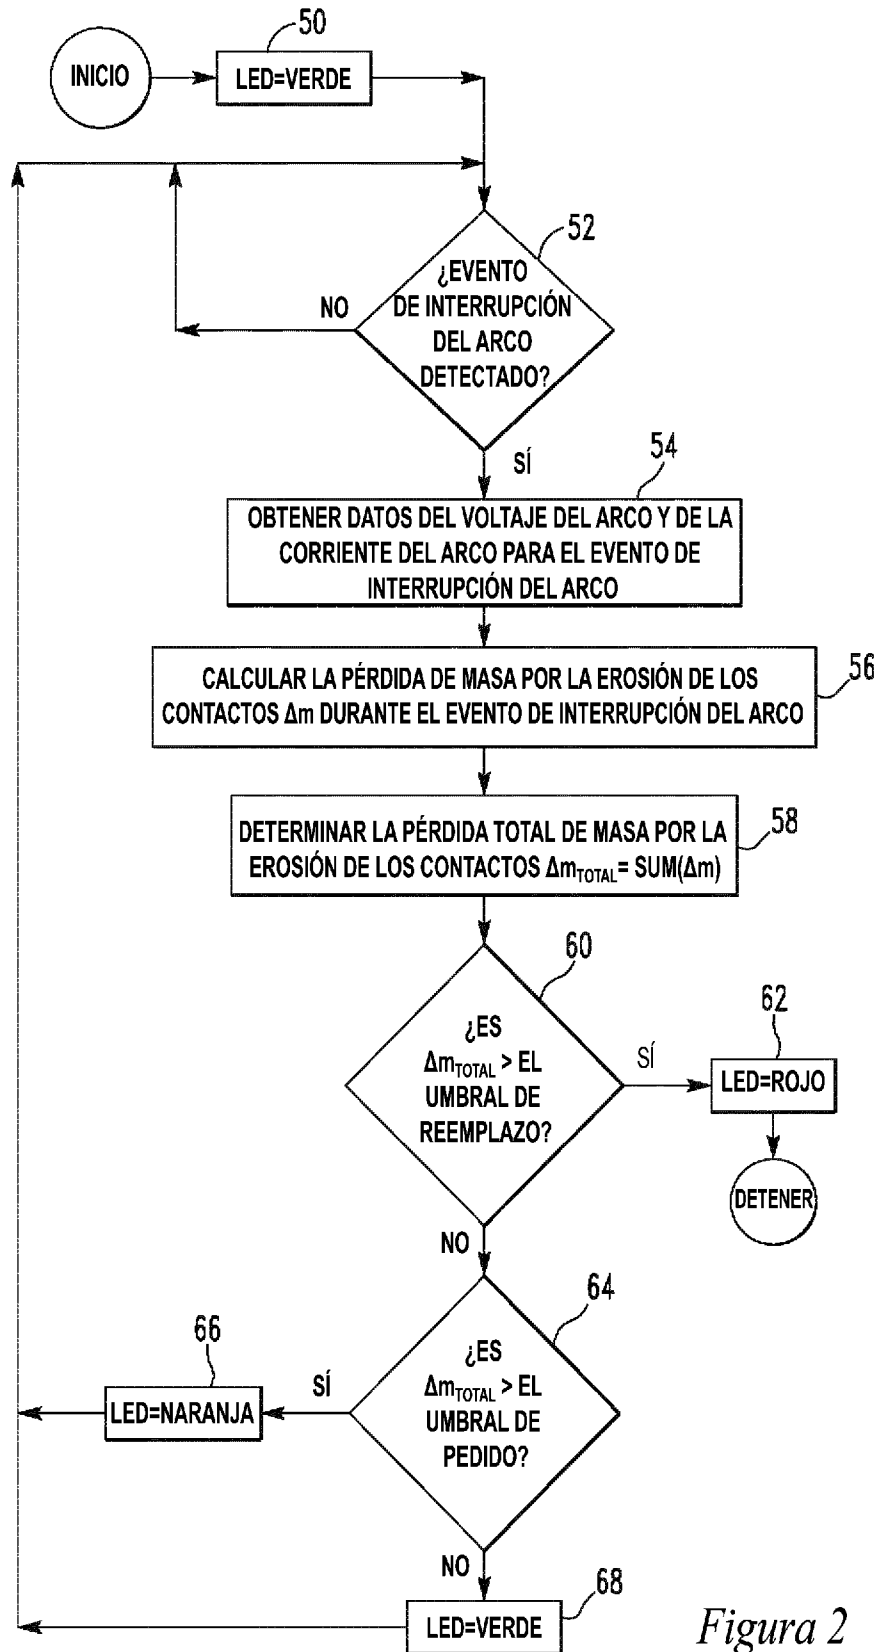 50
INICIO
LED=VERDE
52
¿EVENTO
DE INTERRUPCIÓN
DEL ARCO
DETECTADO?
NO
SÍ
54
OBTENER DATOS DEL VOLTAJE DEL ARCO Y DE LA
CORRIENTE DEL ARCO PARA EL EVENTO DE
INTERRUPCIÓN DEL ARCO
56
CALCULAR LA PÉRDIDA DE MASA POR LA EROSIÓN DE LOS
CONTACTOS Δm DURANTE EL EVENTO DE INTERRUPCIÓN DEL ARCO
58
DETERMINAR LA PÉRDIDA TOTAL DE MASA POR LA
EROSIÓN DE LOS CONTACTOS ΔmTOTAL= SUM(Δm)
60
¿ES
ΔmTOTAL > EL
UMBRAL DE
REEMPLAZO?
SÍ
62
LED=ROJO
DETENER
NO
64
¿ES
ΔmTOTAL > EL
UMBRAL DE
PEDIDO?
SÍ
66
LED=NARANJA
NO
68
LED=VERDE
Figura 2